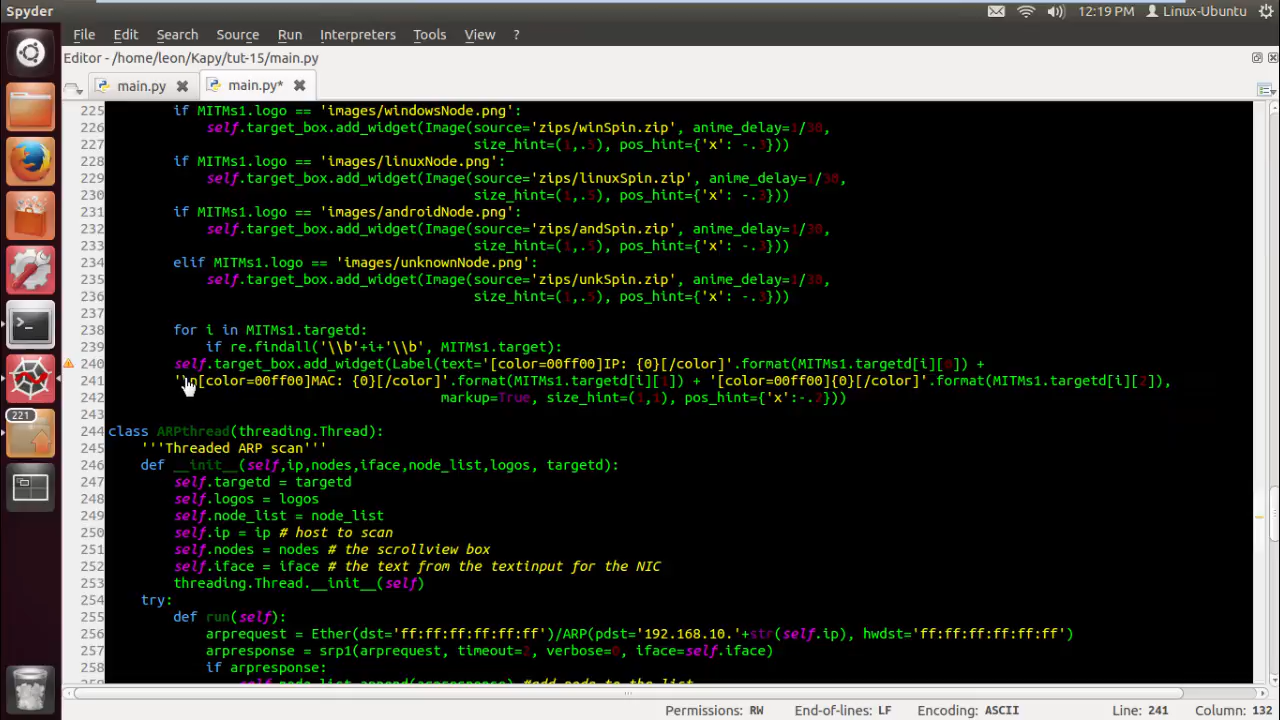 Spyder
12:19 PM
Linux-Ubuntu
File Edit Search Source Run Interpreters Tools View ?
Editor - /home/leon/Kapy/tut-15/main.py
main.py
main.py*
225 if MITMs1.logo == 'images/windowsNode.png':
226 self.target_box.add_widget(Image(source='zips/winSpin.zip', anime_delay=1/30,
227 size_hint=(1,.5), pos_hint={'x': -.3}))
228 if MITMs1.logo == 'images/linuxNode.png':
229 self.target_box.add_widget(Image(source='zips/linuxSpin.zip', anime_delay=1/30,
230 size_hint=(1,.5), pos_hint={'x': -.3}))
231 if MITMs1.logo == 'images/androidNode.png':
232 self.target_box.add_widget(Image(source='zips/andSpin.zip', anime_delay=1/30,
233 size_hint=(1,.5), pos_hint={'x': -.3}))
234 elif MITMs1.logo == 'images/unknownNode.png':
235 self.target_box.add_widget(Image(source='zips/unkSpin.zip', anime_delay=1/30,
236 size_hint=(1,.5), pos_hint={'x': -.3}))
237
238 for i in MITMs1.targetd:
239 if re.findall('\\b'+i+'\\b', MITMs1.target):
240 self.target_box.add_widget(Label(text='[color=00ff00]IP: {0}[/color]'.format(MITMs1.targetd[i][0]) +
241 '\n[color=00ff00]MAC: {0}[/color]'.format(MITMs1.targetd[i][1]) + '[color=00ff00]{0}[/color]'.format(MITMs1.targetd[i][2]),
242 markup=True, size_hint=(1,1), pos_hint={'x':-.2}))
243
244 class ARPthread(threading.Thread):
245 '''Threaded ARP scan'''
246 def __init__(self,ip,nodes,iface,node_list,logos, targetd):
247 self.targetd = targetd
248 self.logos = logos
249 self.node_list = node_list
250 self.ip = ip # host to scan
251 self.nodes = nodes # the scrollview box
252 self.iface = iface # the text from the textinput for the NIC
253 threading.Thread.__init__(self)
254 try:
255 def run(self):
256 arprequest = Ether(dst='ff:ff:ff:ff:ff:ff')/ARP(pdst='192.168.10.'+str(self.ip), hwdst='ff:ff:ff:ff:ff:ff')
257 arpresponse = srp1(arprequest, timeout=2, verbose=0, iface=self.iface)
258 if arpresponse:
259 self.node_list.append(arpresponse) #add node to the list
221
Permissions: RW End-of-lines: LF Encoding: ASCII Line: 241 Column: 132